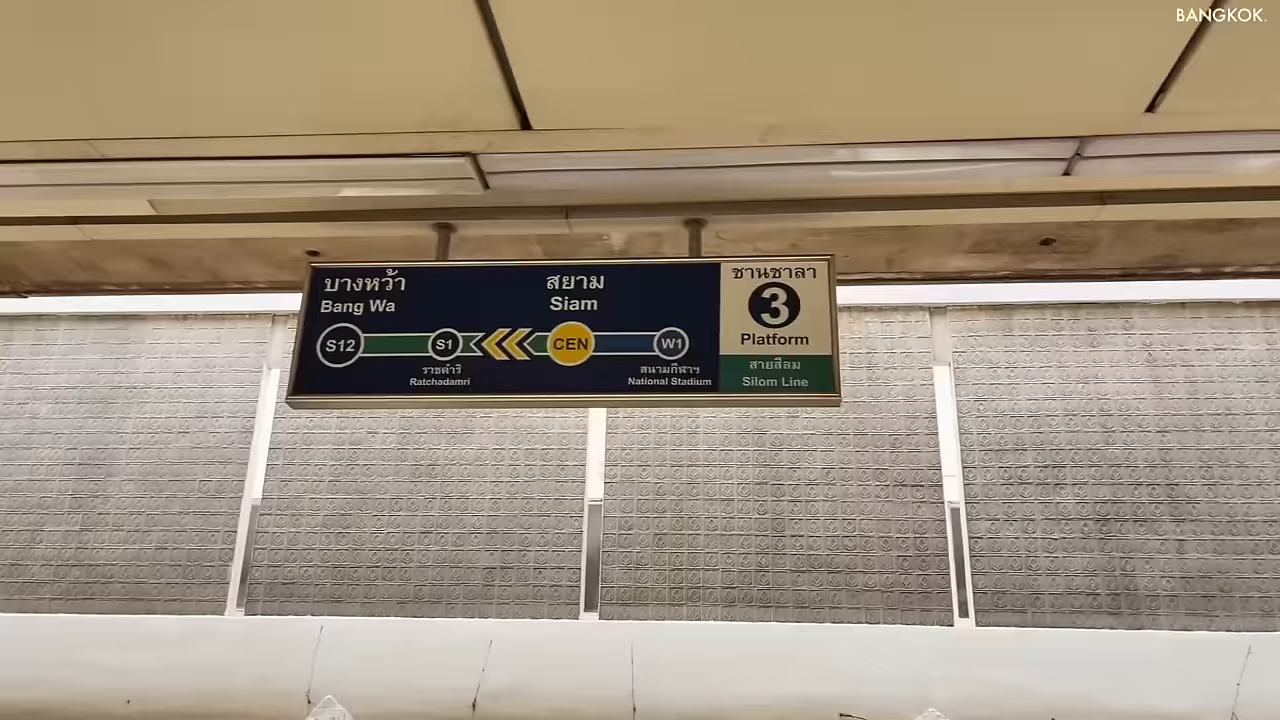 BANGKOK.
บางหว้า
Bang Wa
สยาม
Siam
S12
S1
CEN
W1
ราชดำริ
Ratchadamri
สนามกีฬาฯ
National Stadium
ชานชาลา
3
Platform
สายสีลม
Silom Line